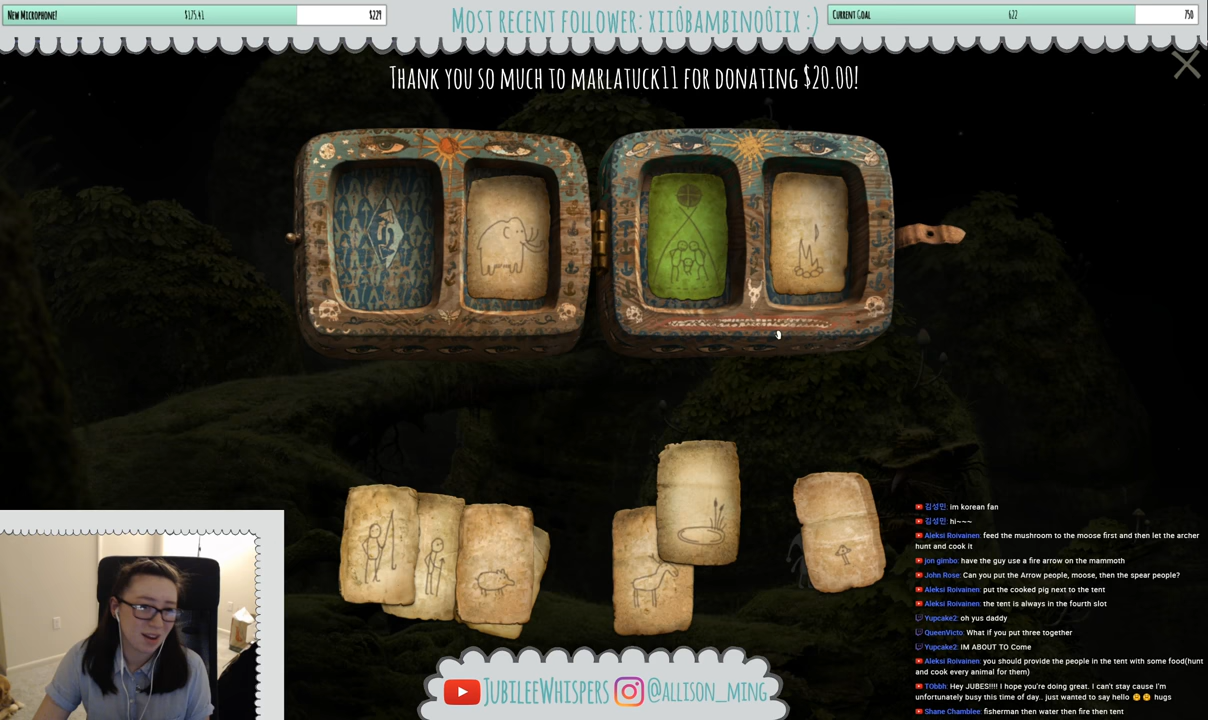 NEW MICROPHONE! $175.41 $229
MOST RECENT FOLLOWER: XIIÖBAMBINOÖIIX :)
CURRENT GOAL 622 750
THANK YOU SO MUCH TO MARLATUCK11 FOR DONATING $20.00!
김성민: im korean fan
김성민: hi~~~
Aleksi Roivainen: feed the mushroom to the moose first and then let the archer
hunt and cook it
jon gimbo: have the guy use a fire arrow on the mammoth
John Rose: Can you put the Arrow people, moose, then the spear people?
Aleksi Roivainen: put the cooked pig next to the tent
Aleksi Roivainen: the tent is always in the fourth slot
Yupcake2: oh yus daddy
QueenVicto: What if you put three together
Yupcake2: IM ABOUT TO Come
Aleksi Roivainen: you should provide the people in the tent with some food(hunt
and cook every animal for them)
TObbh: Hey JUBES!!!! I hope you're doing great. I can't stay cause I'm
unfortunately busy this time of day.. just wanted to say hello 😊😊 hugs
Shane Chamblee: fisherman then water then fire then tent
JUBILEEWHISPERS @ALLISON_MING